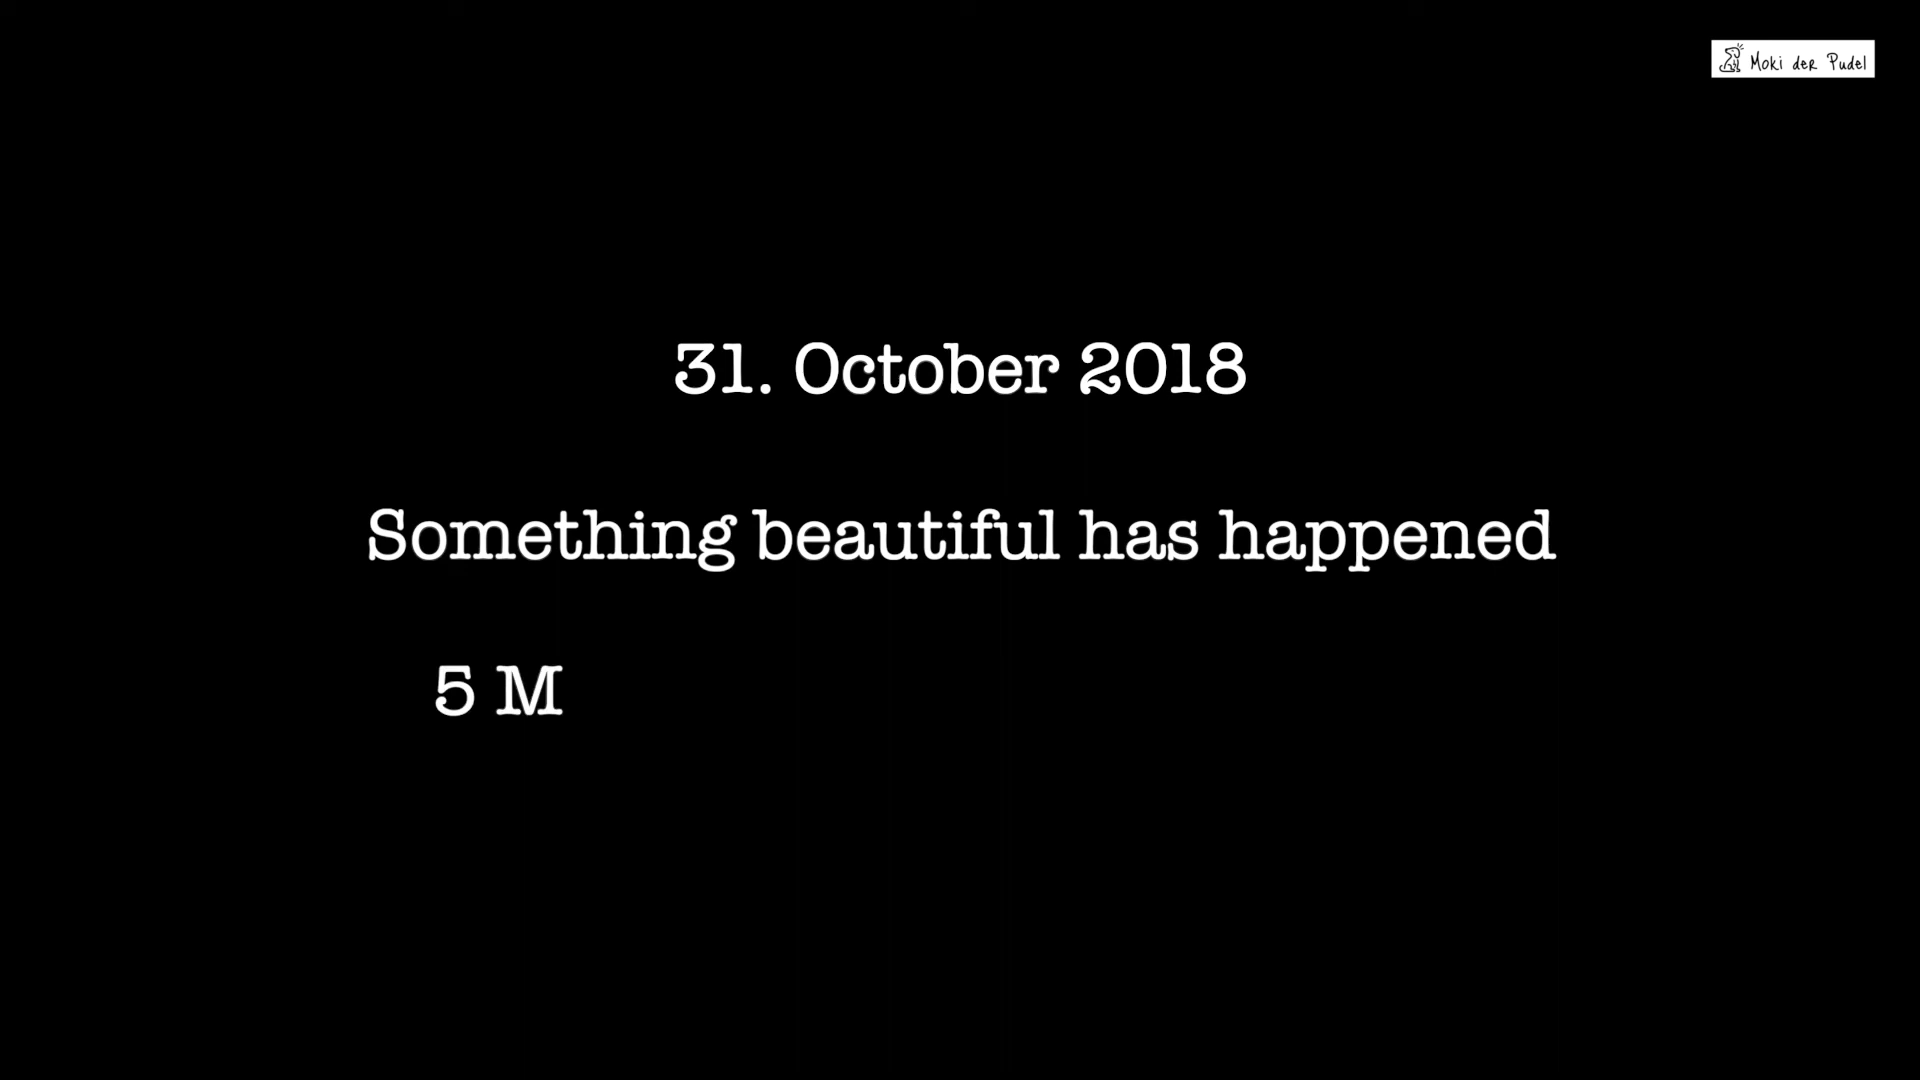 Moki der Pudel
31. October 2018
Something beautiful has happened
5 M